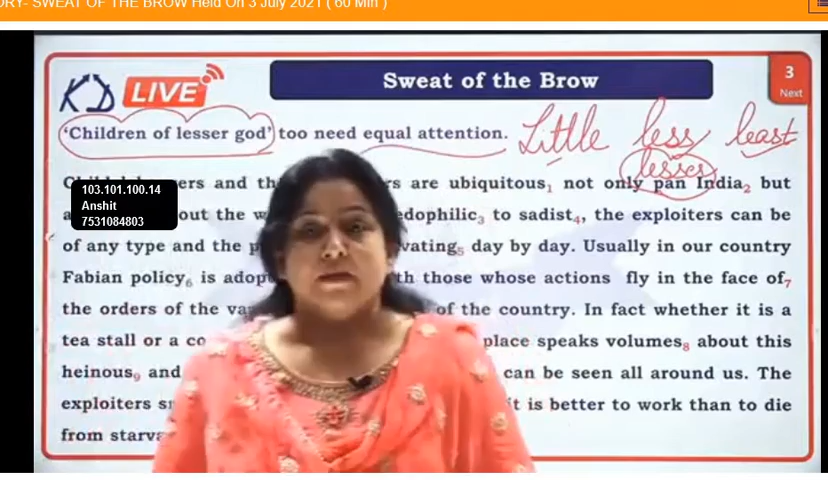 SWEAT OF THE BROW Held On 3 July 2021 ( 60 Min )
KD LIVE
Sweat of the Brow
3
Next
'Children of lesser god' too need equal attention.
Little less least
lesser
ers and th rs are ubiquitous1 not only pan India2 but
103.101.100.14
Anshit
7531084803
out the w edophilic3 to sadist4, the exploiters can be
of any type and the p vating5 day by day. Usually in our country
Fabian policy6 is adop th those whose actions fly in the face of7
the orders of the va of the country. In fact whether it is a
tea stall or a co place speaks volumes8 about this
heinous9 and can be seen all around us. The
exploiters it is better to work than to die
from starva